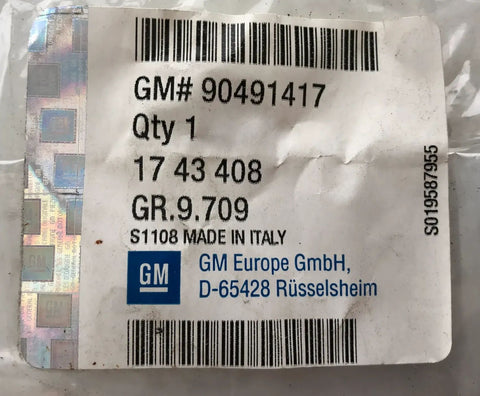 GM# 90491417
Qty 1
17 43 408
GR.9.709
S1108 MADE IN ITALY
GM
GM Europe GmbH,
D-65428 Rüsselsheim
S019587955